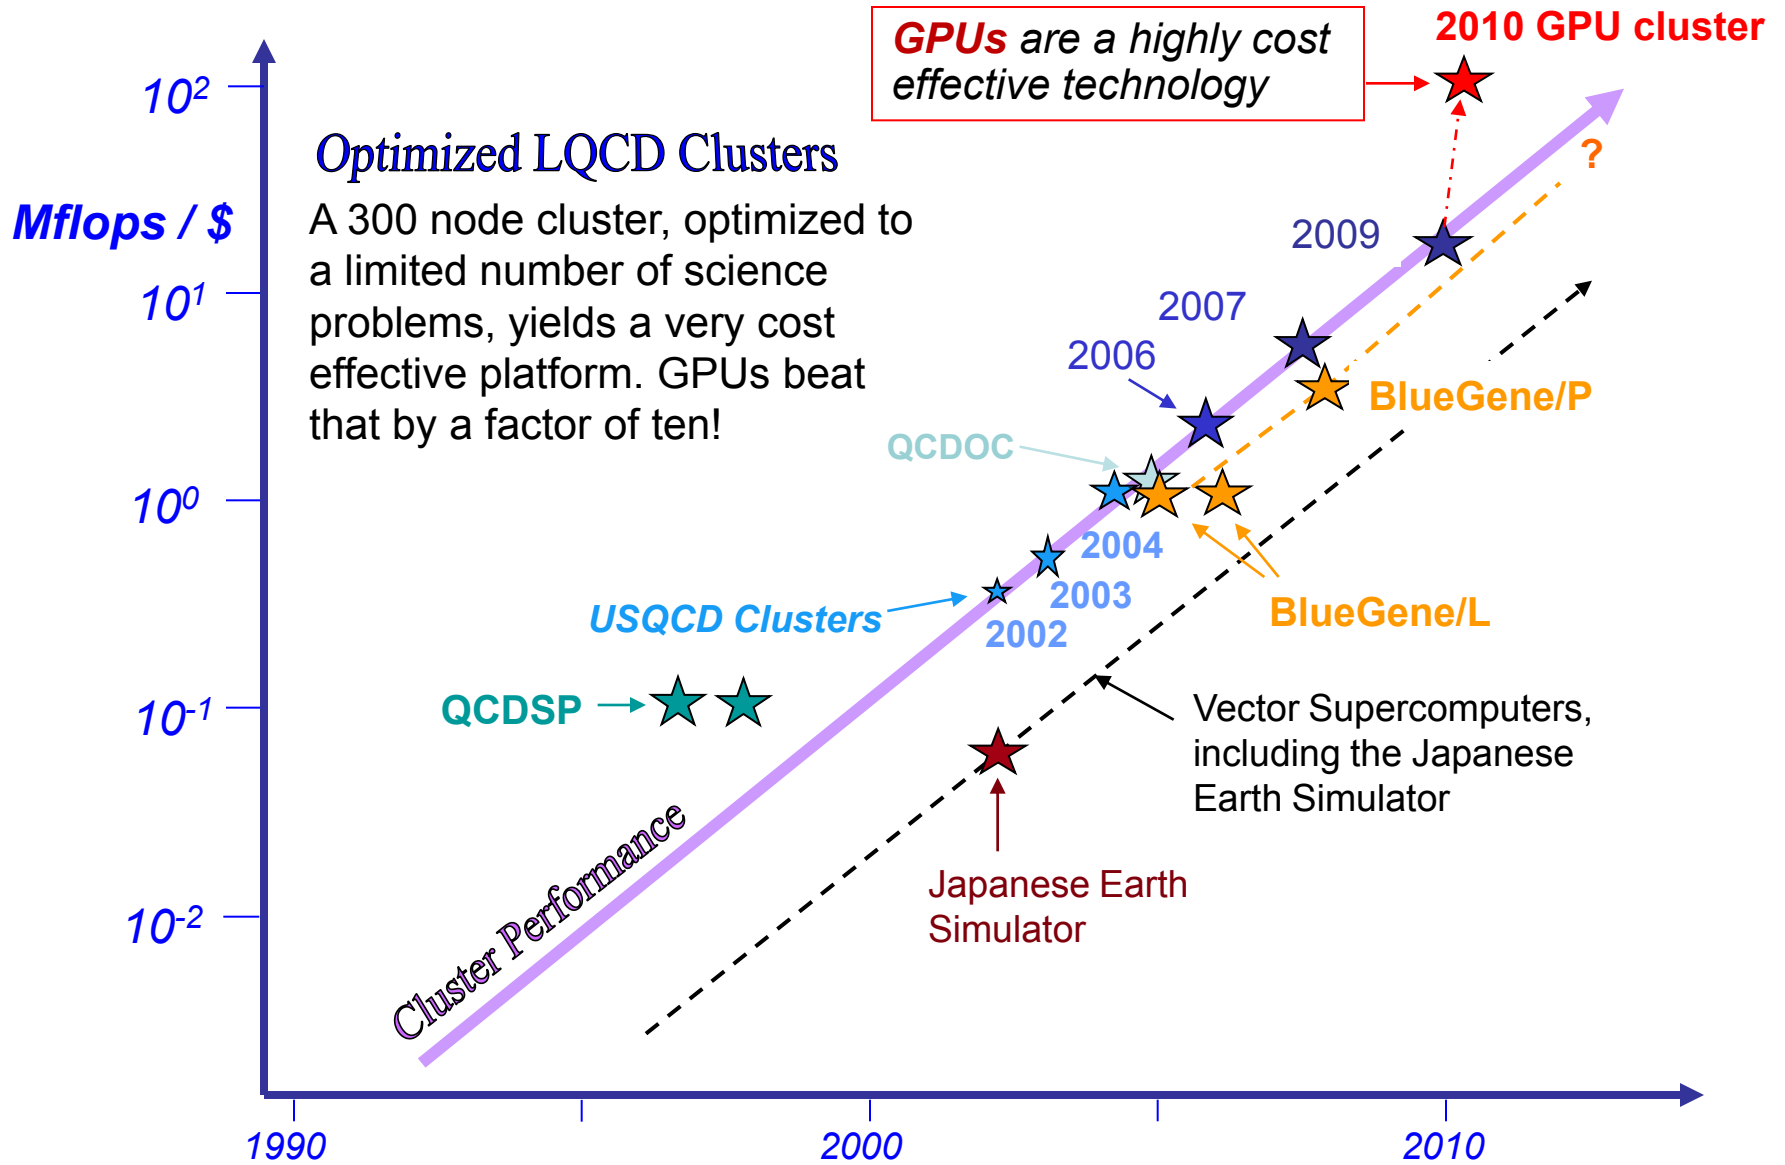 2010 GPU cluster
GPUs are a highly cost
effective technology
10²
Optimized LQCD Clusters
?
Mflops / $
A 300 node cluster, optimized to
a limited number of science
problems, yields a very cost
effective platform. GPUs beat
that by a factor of ten!
2009
10¹
2007
2006
BlueGene/P
QCDOC
10⁰
2004
2003
2002
USQCD Clusters
BlueGene/L
QCDSP
10⁻¹
Vector Supercomputers,
including the Japanese
Earth Simulator
Cluster Performance
Japanese Earth
Simulator
10⁻²
1990
2000
2010